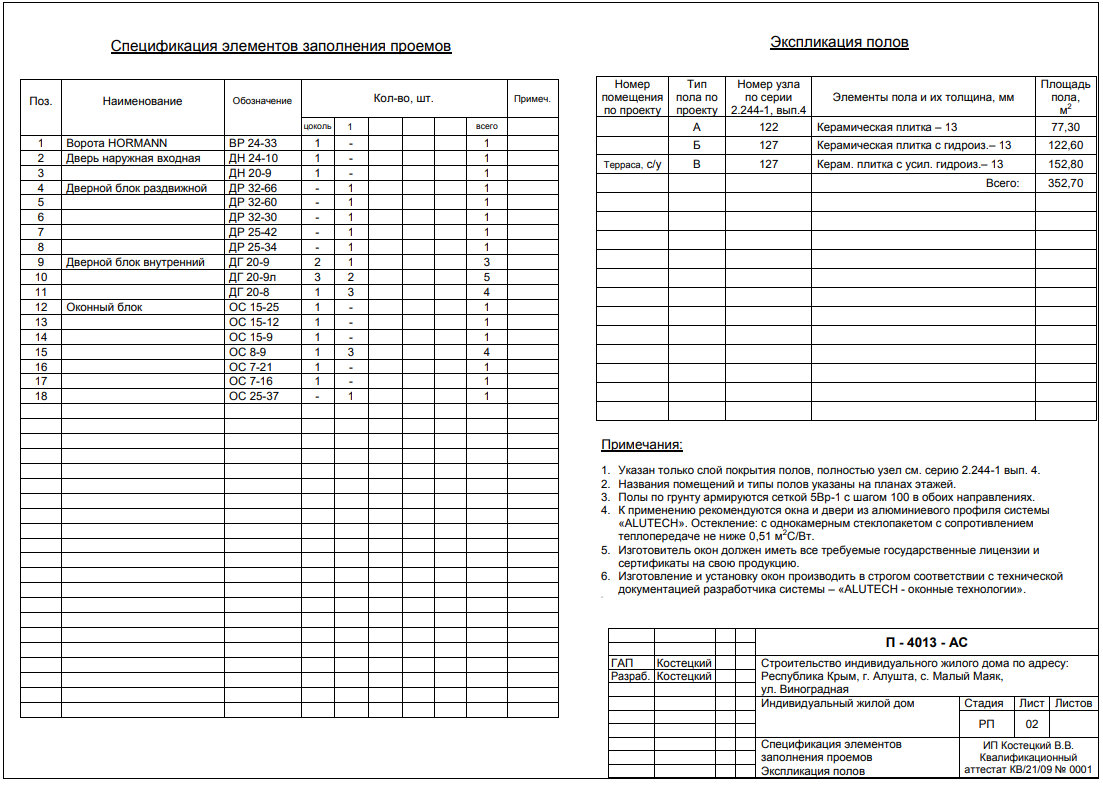 Спецификация элементов заполнения проемов
Поз. Наименование Обозначение Кол-во, шт. Примеч.
цоколь 1 всего
1 Ворота HORMANN ВР 24-33 1 - 1
2 Дверь наружная входная ДН 24-10 1 - 1
3 ДН 20-9 1 - 1
4 Дверной блок раздвижной ДР 32-66 - 1 1
5 ДР 32-60 - 1 1
6 ДР 32-30 - 1 1
7 ДР 25-42 - 1 1
8 ДР 25-34 - 1 1
9 Дверной блок внутренний ДГ 20-9 2 1 3
10 ДГ 20-9л 3 2 5
11 ДГ 20-8 1 3 4
12 Оконный блок ОС 15-25 1 - 1
13 ОС 15-12 1 - 1
14 ОС 15-9 1 - 1
15 ОС 8-9 1 3 4
16 ОС 7-21 1 - 1
17 ОС 7-16 1 - 1
18 ОС 25-37 - 1 1
Экспликация полов
Номер помещения по проекту Тип пола по проекту Номер узла по серии 2.244-1, вып.4 Элементы пола и их толщина, мм Площадь пола, м²
А 122 Керамическая плитка – 13 77,30
Б 127 Керамическая плитка с гидроиз.– 13 122,60
Терраса, с/у В 127 Керам. плитка с усил. гидроиз.– 13 152,80
Всего: 352,70
Примечания:
1. Указан только слой покрытия полов, полностью узел см. серию 2.244-1 вып. 4.
2. Названия помещений и типы полов указаны на планах этажей.
3. Полы по грунту армируются сеткой 5Вр-1 с шагом 100 в обоих направлениях.
4. К применению рекомендуются окна и двери из алюминиевого профиля системы
«ALUTECH». Остекление: с однокамерным стеклопакетом с сопротивлением
теплопередаче не ниже 0,51 м²С/Вт.
5. Изготовитель окон должен иметь все требуемые государственные лицензии и
сертификаты на свою продукцию.
6. Изготовление и установку окон производить в строгом соответствии с технической
документацией разработчика системы – «ALUTECH - оконные технологии».
П - 4013 - АС
ГАП Костецкий
Разраб. Костецкий
Строительство индивидуального жилого дома по адресу:
Республика Крым, г. Алушта, с. Малый Маяк,
ул. Виноградная
Индивидуальный жилой дом
Стадия Лист Листов
РП 02
Спецификация элементов
заполнения проемов
Экспликация полов
ИП Костецкий В.В.
Квалификационный
аттестат КВ/21/09 № 0001